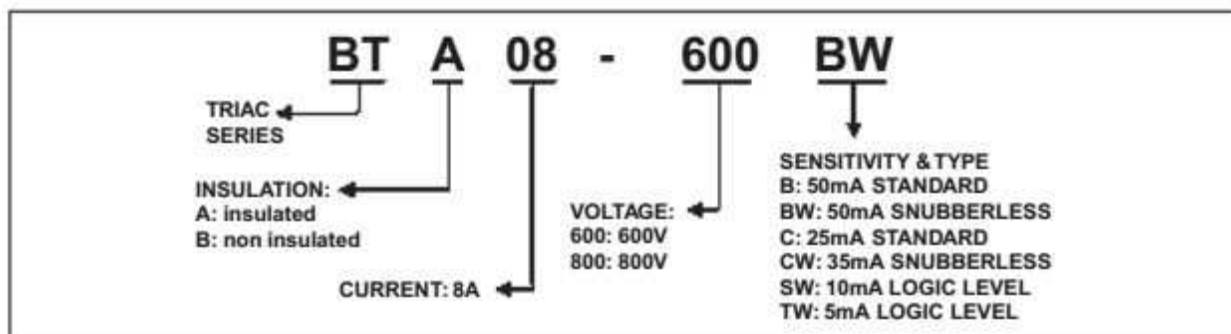 BT A 08 - 600 BW
TRIAC
SERIES
INSULATION:
A: insulated
B: non insulated
CURRENT: 8A
VOLTAGE:
600: 600V
800: 800V
SENSITIVITY & TYPE
B: 50mA STANDARD
BW: 50mA SNUBBERLESS
C: 25mA STANDARD
CW: 35mA SNUBBERLESS
SW: 10mA LOGIC LEVEL
TW: 5mA LOGIC LEVEL